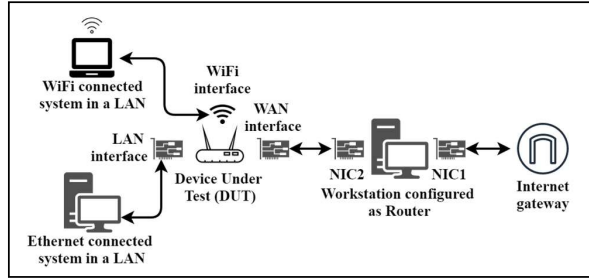 WiFi connected
system in a LAN
WiFi
interface
LAN
interface
WAN
interface
Device Under
Test (DUT)
NIC2
NIC1
Workstation configured
as Router
Internet
gateway
Ethernet connected
system in a LAN